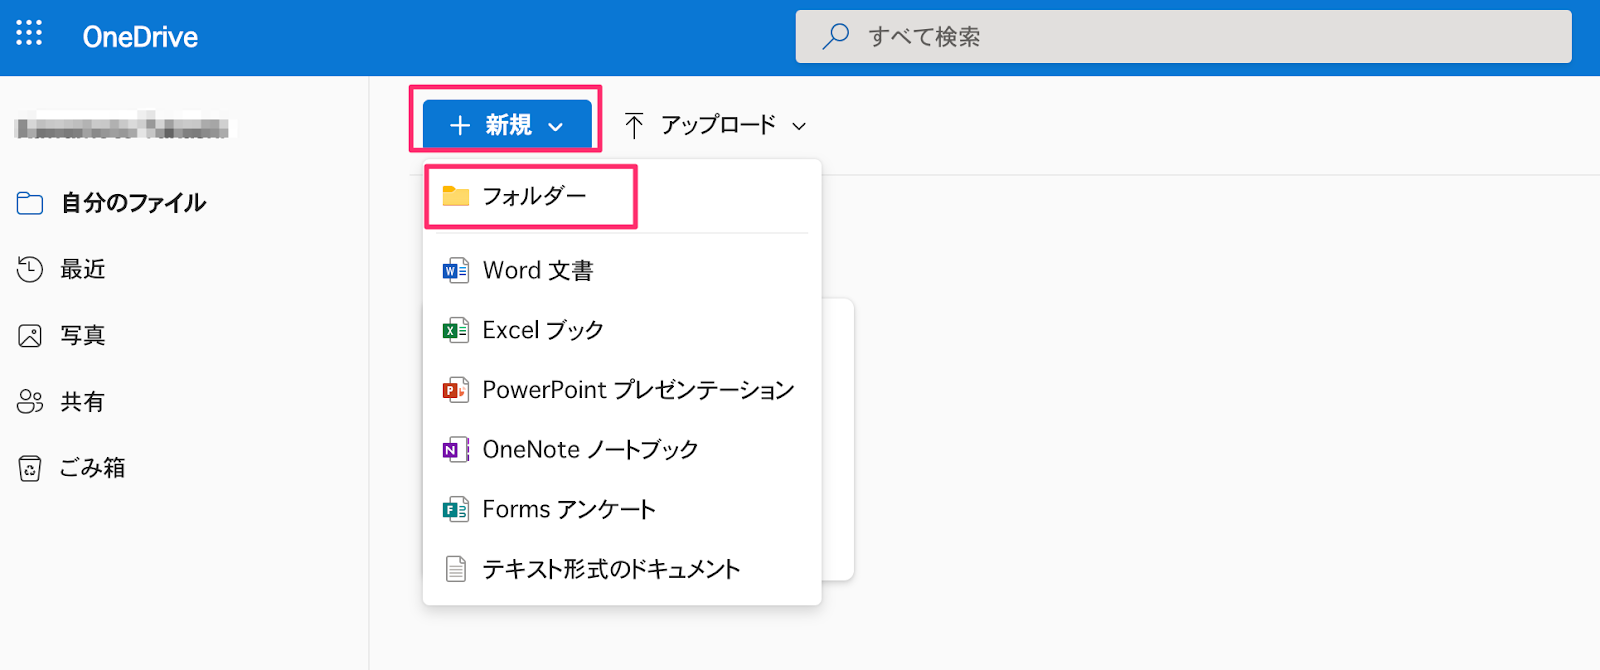 OneDrive
すべて検索
新規
アップロード
自分のファイル
最近
写真
共有
ごみ箱
フォルダー
Word 文書
Excel ブック
PowerPoint プレゼンテーション
OneNote ノートブック
Forms アンケート
テキスト形式のドキュメント